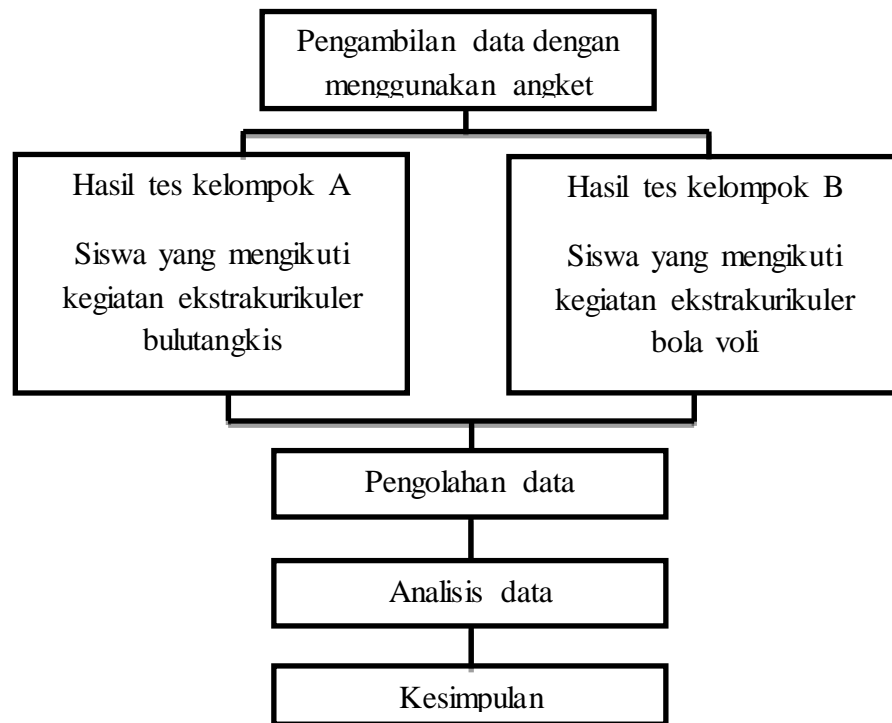 Pengambilan data dengan
menggunakan angket
Hasil tes kelompok A
Siswa yang mengikuti
kegiatan ekstrakurikuler
bulutangkis
Hasil tes kelompok B
Siswa yang mengikuti
kegiatan ekstrakurikuler
bola voli
Pengolahan data
Analisis data
Kesimpulan